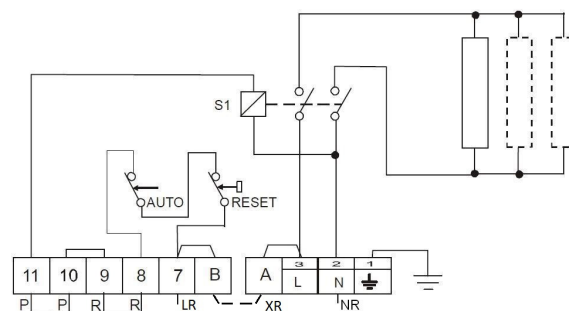 S1
AUTO
RESET
11 10 9 8 7 B A 3 2 1
L N
P P R R LR XR NR